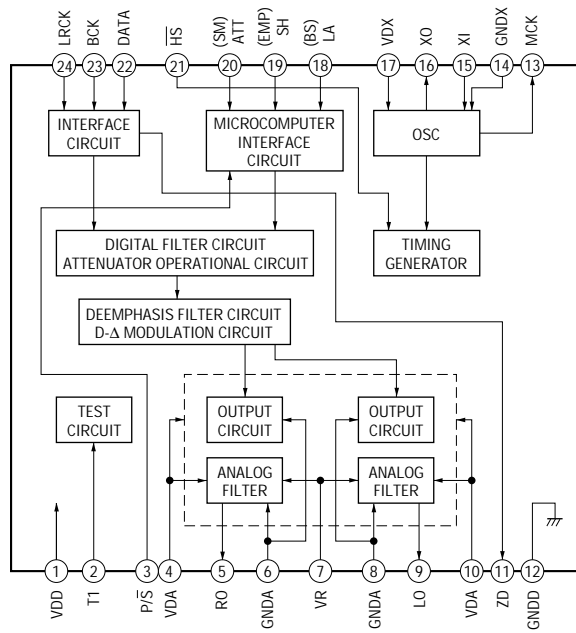 LRCK
BCK
DATA
H̅S̅
(SM)
ATT
(EMP)
SH
(BS)
LA
VDX
XO
XI
GNDX
MCK
24
23
22
21
20
19
18
17
16
15
14
13
INTERFACE
CIRCUIT
MICROCOMPUTER
INTERFACE
CIRCUIT
OSC
DIGITAL FILTER CIRCUIT
ATTENUATOR OPERATIONAL CIRCUIT
TIMING
GENERATOR
DEEMPHASIS FILTER CIRCUIT
D-Δ MODULATION CIRCUIT
TEST
CIRCUIT
OUTPUT
CIRCUIT
OUTPUT
CIRCUIT
ANALOG
FILTER
ANALOG
FILTER
1
2
3
4
5
6
7
8
9
10
11
12
VDD
T1
P/S̅
VDA
RO
GNDA
VR
GNDA
LO
VDA
ZD
GNDD